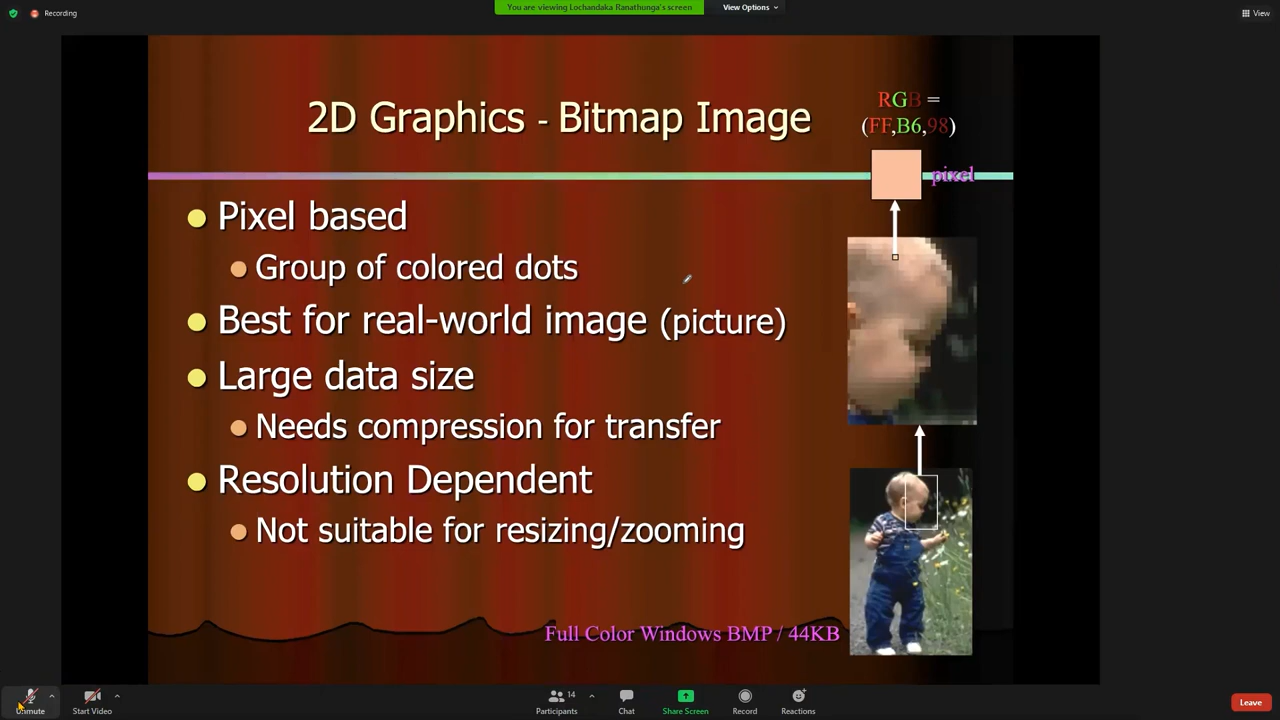 Recording
You are viewing Lochandaka Ranathunga's screen
View Options
View
2D Graphics - Bitmap Image
RGB =
(FF,B6,98)
pixel
Pixel based
Group of colored dots
Best for real-world image (picture)
Large data size
Needs compression for transfer
Resolution Dependent
Not suitable for resizing/zooming
Full Color Windows BMP / 44KB
Unmute
Start Video
14
Participants
Chat
Share Screen
Record
Reactions
Leave